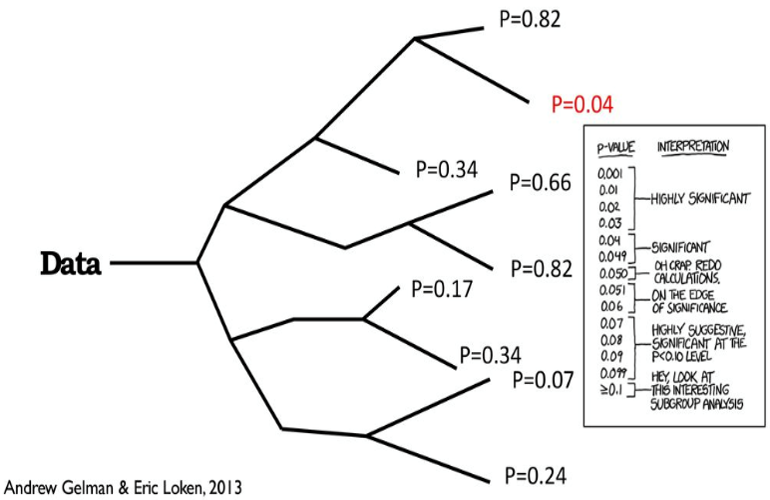 P=0.82
P=0.04
P=0.34
P=0.66
Data
P=0.82
P=0.17
P=0.34
P=0.07
P=0.24
P-VALUE INTERPRETATION
0.001
0.01
0.02
0.03
HIGHLY SIGNIFICANT
0.04
0.049
SIGNIFICANT
0.050
OH CRAP. REDO
CALCULATIONS.
0.051
0.06
ON THE EDGE
OF SIGNIFICANCE
0.07
0.08
0.09
0.099
HIGHLY SUGGESTIVE,
SIGNIFICANT AT THE
P<0.10 LEVEL
≥0.1
HEY, LOOK AT
THIS INTERESTING
SUBGROUP ANALYSIS
Andrew Gelman & Eric Loken, 2013